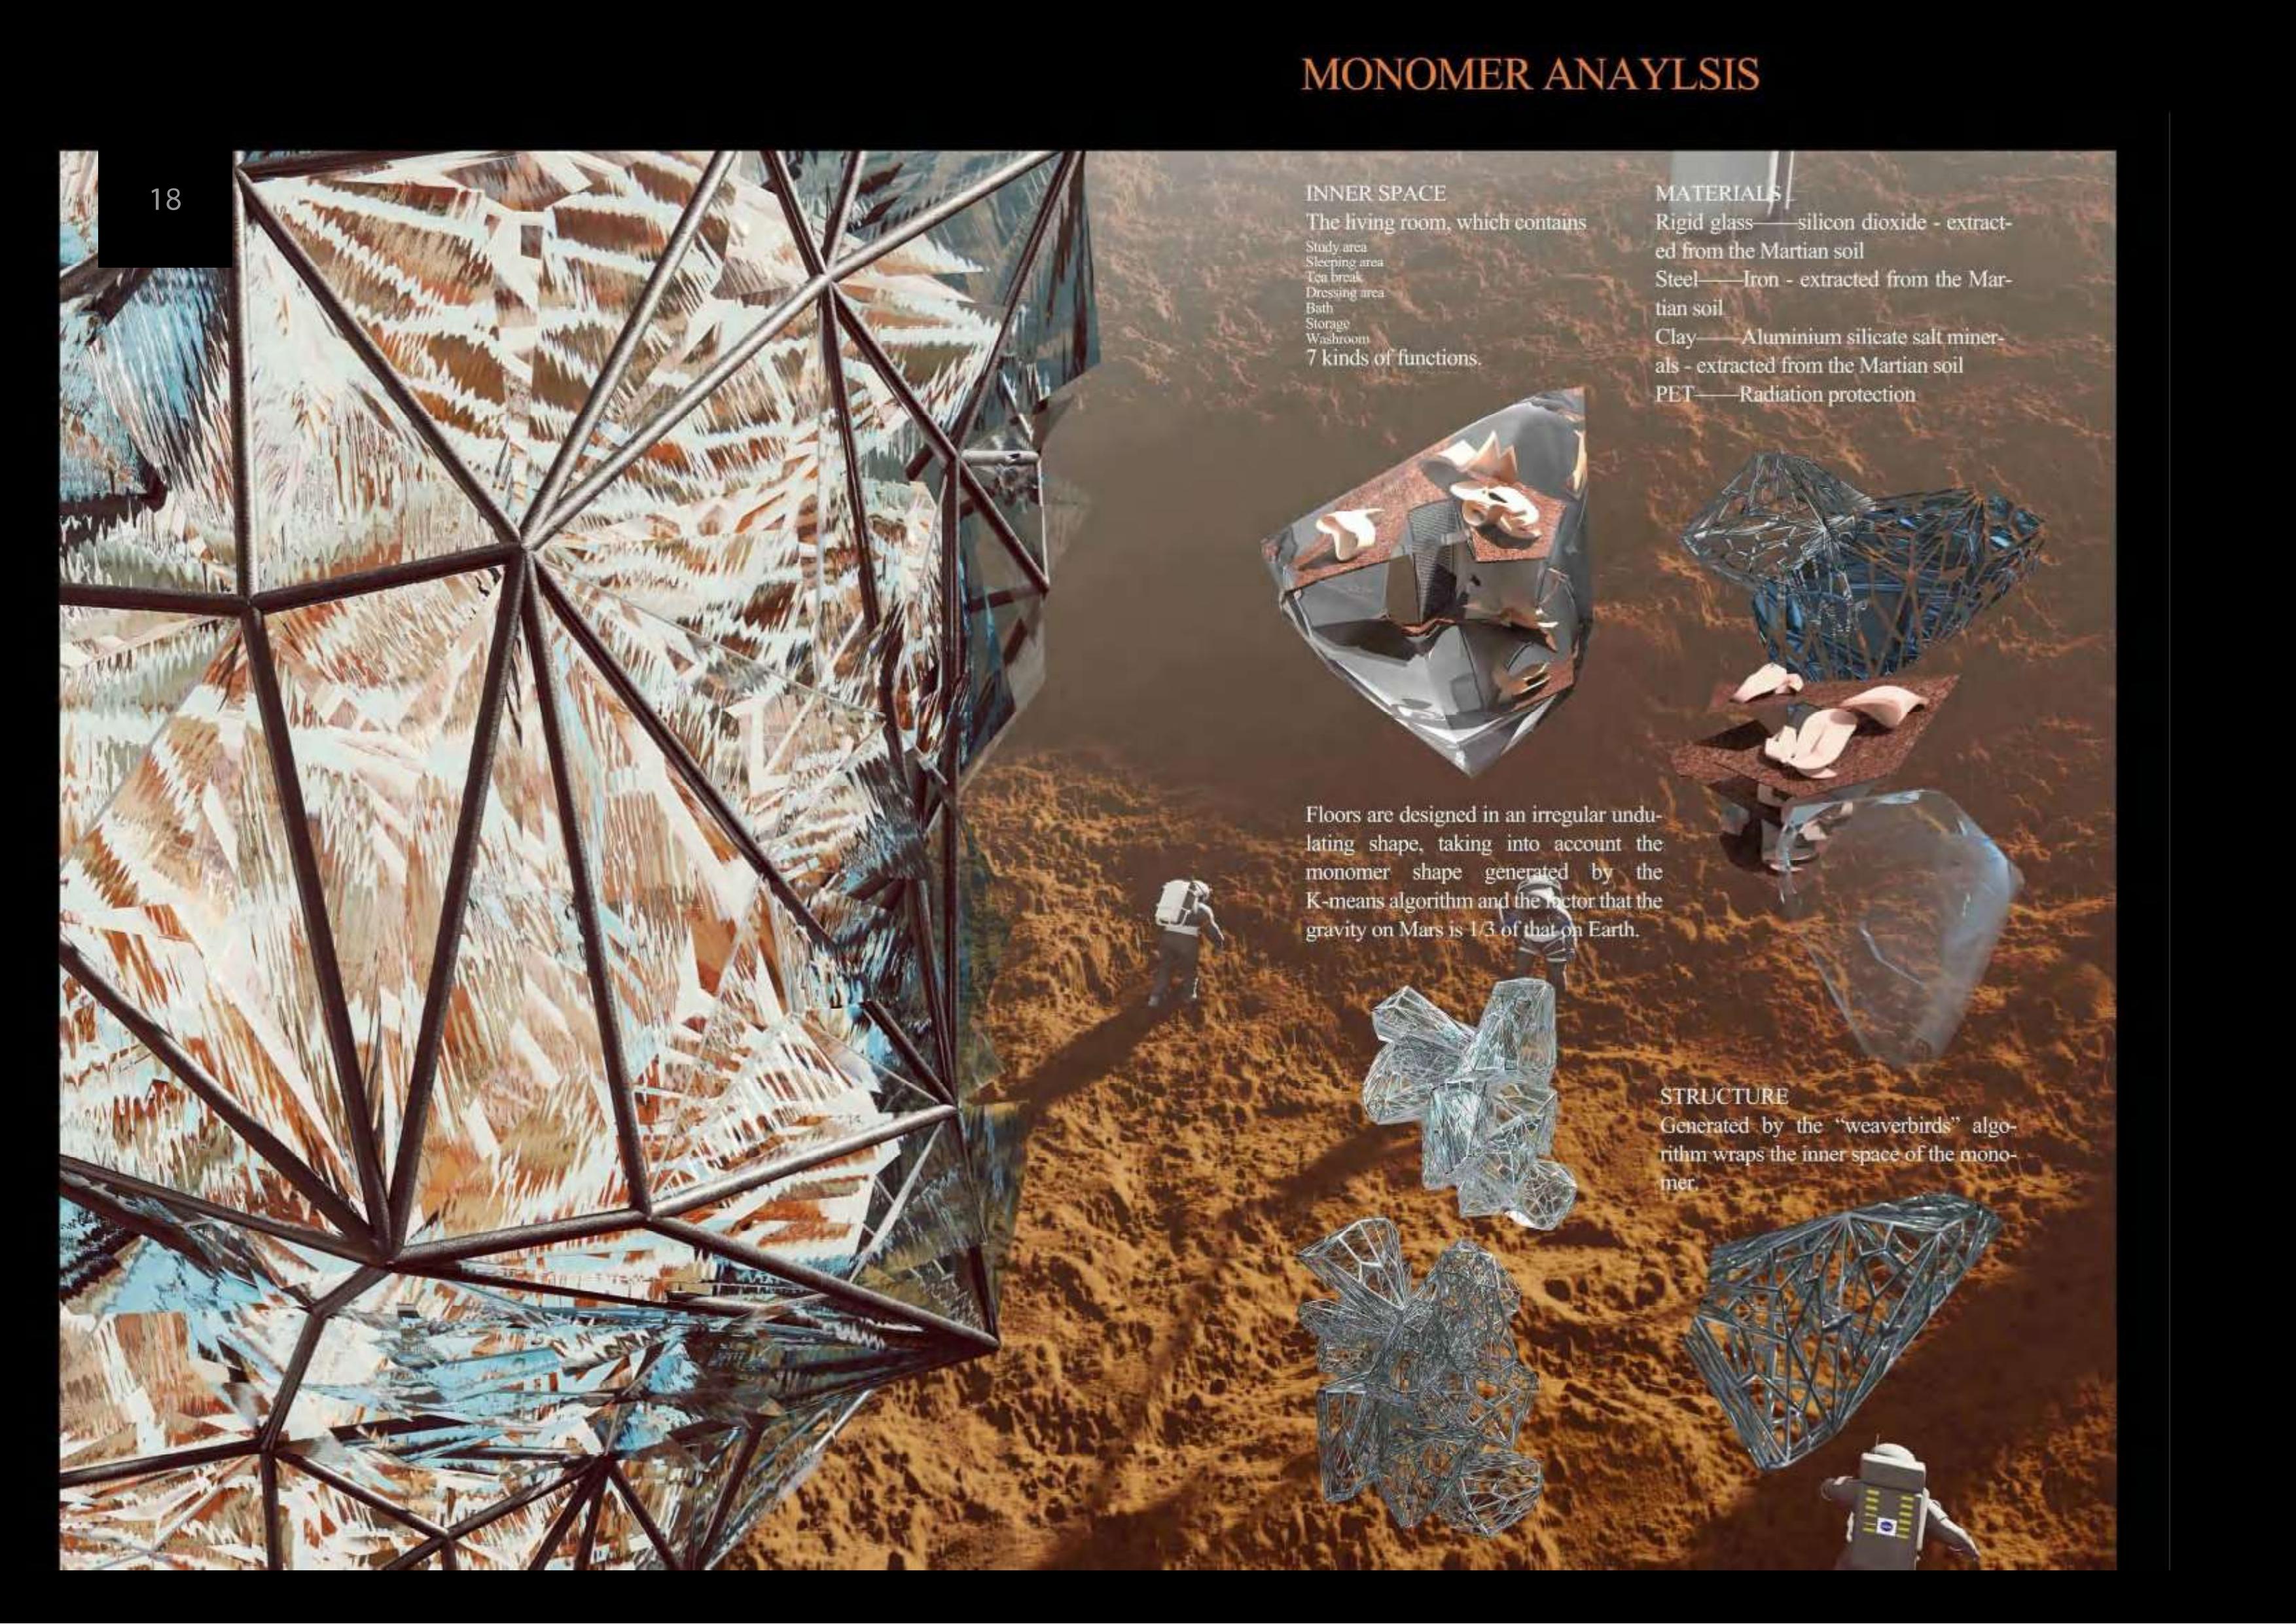 MONOMER ANAYLSIS
18
INNER SPACE
The living room, which contains
Study area
Sleeping area
Tea break
Dressing area
Bath
Storage
Washroom
7 kinds of functions.
MATERIALS
Rigid glass——silicon dioxide - extract-
ed from the Martian soil
Steel——Iron - extracted from the Mar-
tian soil
Clay——Aluminium silicate salt miner-
als - extracted from the Martian soil
PET——Radiation protection
Floors are designed in an irregular undu-
lating shape, taking into account the
monomer shape generated by the
K-means algorithm and the factor that the
gravity on Mars is 1/3 of that on Earth.
STRUCTURE
Generated by the “weaverbirds” algo-
rithm wraps the inner space of the mono-
mer.